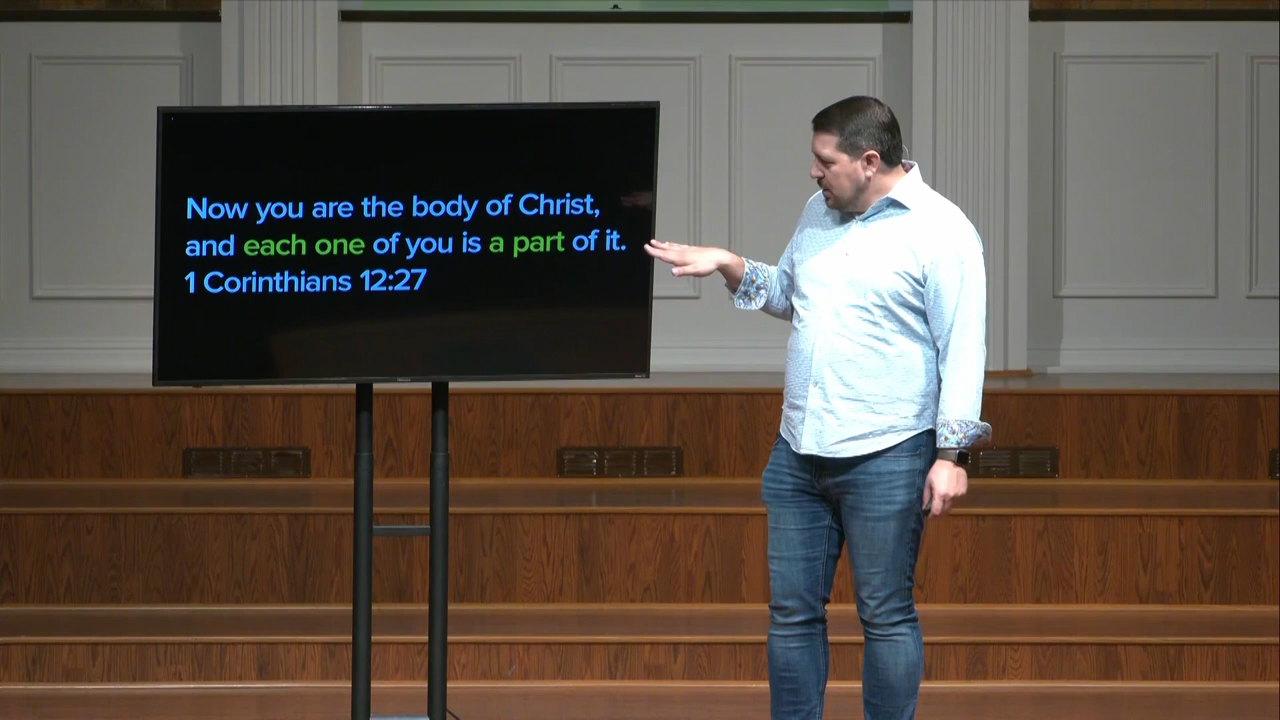 Now you are the body of Christ,
and each one of you is a part of it.
1 Corinthians 12:27